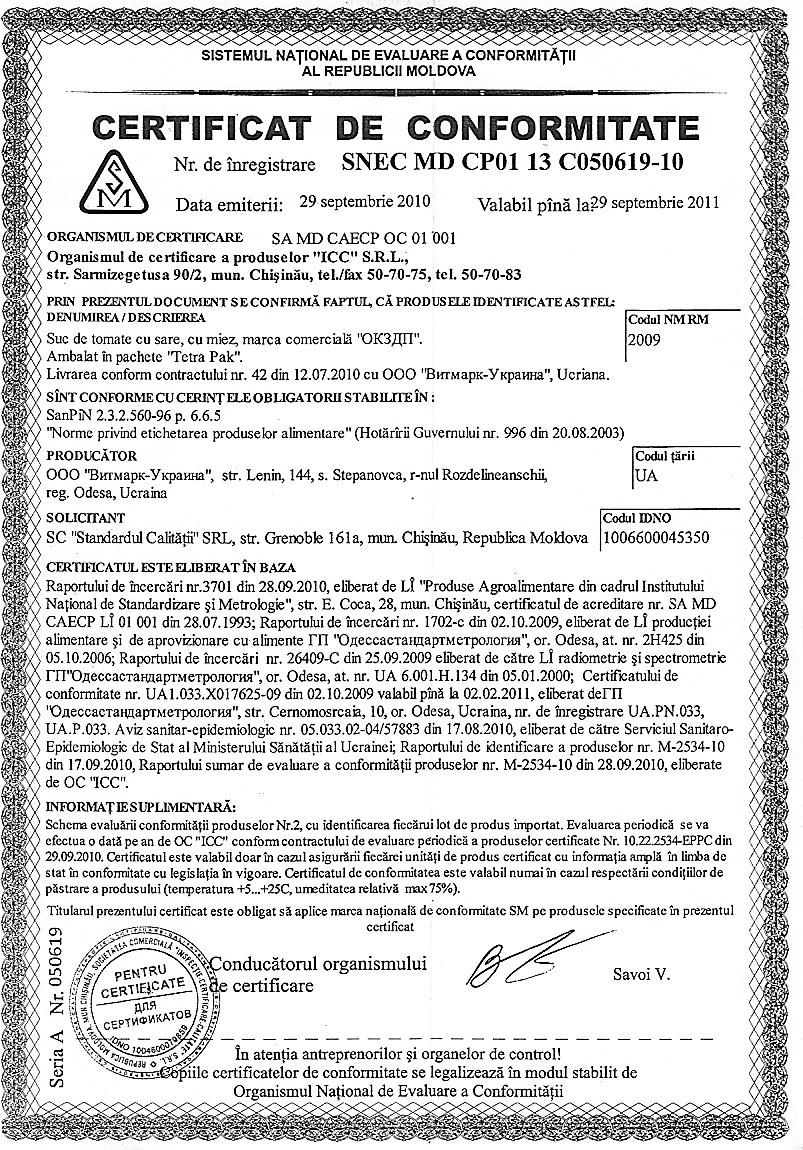 SISTEMUL NAŢIONAL DE EVALUARE A CONFORMITĂŢII
AL REPUBLICII MOLDOVA
CERTIFICAT DE CONFORMITATE
SM
Nr. de înregistrare SNEC MD CP01 13 C050619-10
Data emiterii: 29 septembrie 2010 Valabil pînă la: 29 septembrie 2011
ORGANISMUL DE CERTIFICARE SA MD CAECP OC 01 001
Organismul de certificare a produselor "ICC" S.R.L.,
str. Sarmizegetusa 90/2, mun. Chişinău, tel./fax 50-70-75, tel. 50-70-83
PRIN PREZENTUL DOCUMENT SE CONFIRMĂ FAPTUL, CĂ PRODUSELE IDENTIFICATE ASTFEL:
DENUMIREA / DESCRIEREA
Codul NM RM
Suc de tomate cu sare, cu miez, marca comercială "ОКЗДП".
2009
Ambalat în pachete "Tetra Pak".
Livrarea conform contractului nr. 42 din 12.07.2010 cu ООО "Витмарк-Украина", Ucriana.
SÎNT CONFORME CU CERINŢELE OBLIGATORII STABILITE ÎN :
SanPiN 2.3.2.560-96 p. 6.6.5
"Norme privind etichetarea produselor alimentare" (Hotărîrii Guvernului nr. 996 din 20.08.2003)
PRODUCĂTOR
Codul ţării
ООО "Витмарк-Украина", str. Lenin, 144, s. Stepanovca, r-nul Rozdelineanschii,
UA
reg. Odesa, Ucraina
SOLICITANT
Codul IDNO
SC "Standardul Calităţii" SRL, str. Grenoble 161a, mun. Chişinău, Republica Moldova
1006600045350
CERTIFICATUL ESTE ELIBERAT ÎN BAZA
Raportului de încercări nr.3701 din 28.09.2010, eliberat de LÎ "Produse Agroalimentare din cadrul Institutului
Naţional de Standardizare şi Metrologie", str. E. Coca, 28, mun. Chişinău, certificatul de acreditare nr. SA MD
CAECP LÎ 01 001 din 28.07.1993; Raportului de încercări nr. 1702-c din 02.10.2009, eliberat de LÎ producţiei
alimentare şi de aprovizionare cu alimente ГП "Одессастандартметрология", or. Odesa, at. nr. 2H425 din
05.10.2006; Raportului de încercări nr. 26409-C din 25.09.2009 eliberat de către LÎ radiometrie şi spectrometrie
ГП"Одессастандартметрология", or. Odesa, at. nr. UA 6.001.H.134 din 05.01.2000; Certificatului de
conformitate nr. UA1.033.X017625-09 din 02.10.2009 valabil pînă la 02.02.2011, eliberat deГП
"Одессастандартметрология", str. Cernomosrcaia, 10, or. Odesa, Ucraina, nr. de înregistrare UA.PN.033,
UA.P.033. Aviz sanitar-epidemiologic nr. 05.033.02-04/57883 din 17.08.2010, eliberat de către Serviciul Sanitaro-
Epidemiologic de Stat al Ministerului Sănătăţii al Ucrainei; Raportului de identificare a produselor nr. M-2534-10
din 17.09.2010, Raportului sumar de evaluare a conformităţii produselor nr. M-2534-10 din 28.09.2010, eliberate
de OC "ICC".
INFORMAŢIE SUPLIMENTARĂ:
Schema evaluării conformităţii produselor Nr.2, cu identificarea fiecărui lot de produs importat. Evaluarea periodică se va
efectua o dată pe an de OC "ICC" conform contractului de evaluare periodică a produselor certificate Nr. 10.22.2534-EPPC din
29.09.2010. Certificatul este valabil doar în cazul asigurării fiecărei unităţi de produs certificat cu informaţia amplă în limba de
stat în conformitate cu legislaţia în vigoare. Certificatul de conformitatea este valabil numai în cazul respectării condiţiilor de
păstrare a produsului (temperatura +5...+25C, umeditatea relativă max 75%).
Titularul prezentului certificat este obligat să aplice marca naţională de conformitate SM pe produsele specificate în prezentul
certificat
Seria A Nr. 050619
PENTRU
CERTIFICATE
ДЛЯ
СЕРТИФИКАТОВ
Conducătorul organismului
de certificare
Savoi V.
În atenţia antreprenorilor şi organelor de control!
Copiile certificatelor de conformitate se legalizează în modul stabilit de
Organismul Naţional de Evaluare a Conformităţii